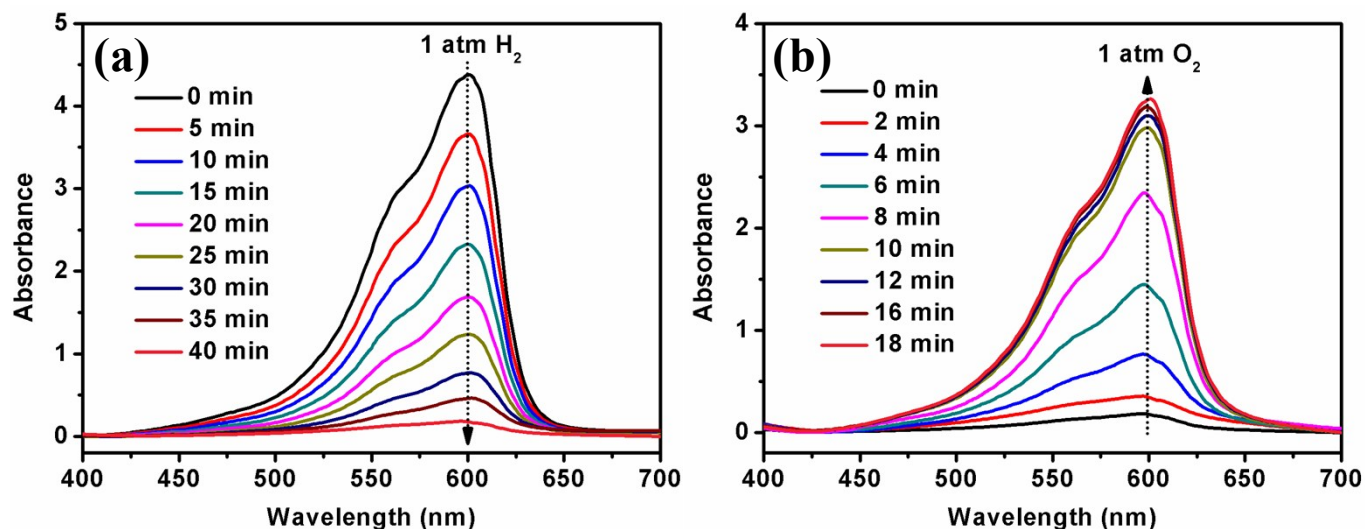 (a)
1 atm H2
0 min
5 min
10 min
15 min
20 min
25 min
30 min
35 min
40 min
5
4
3
2
1
0
Absorbance
400 450 500 550 600 650 700
Wavelength (nm)
(b)
1 atm O2
0 min
2 min
4 min
6 min
8 min
10 min
12 min
16 min
18 min
4
3
2
1
0
Absorbance
400 450 500 550 600 650 700
Wavelength (nm)